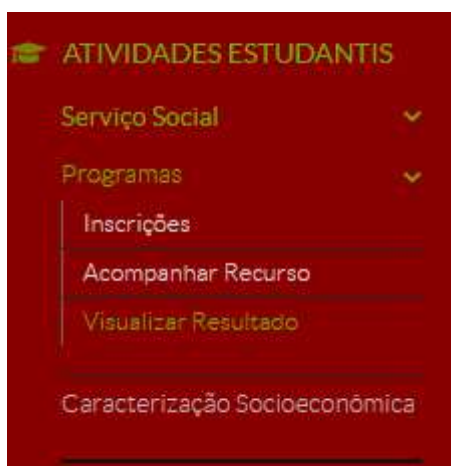 ATIVIDADES ESTUDANTIS
Serviço Social
Programas
Inscrições
Acompanhar Recurso
Visualizar Resultado
Caracterização Socioeconômica